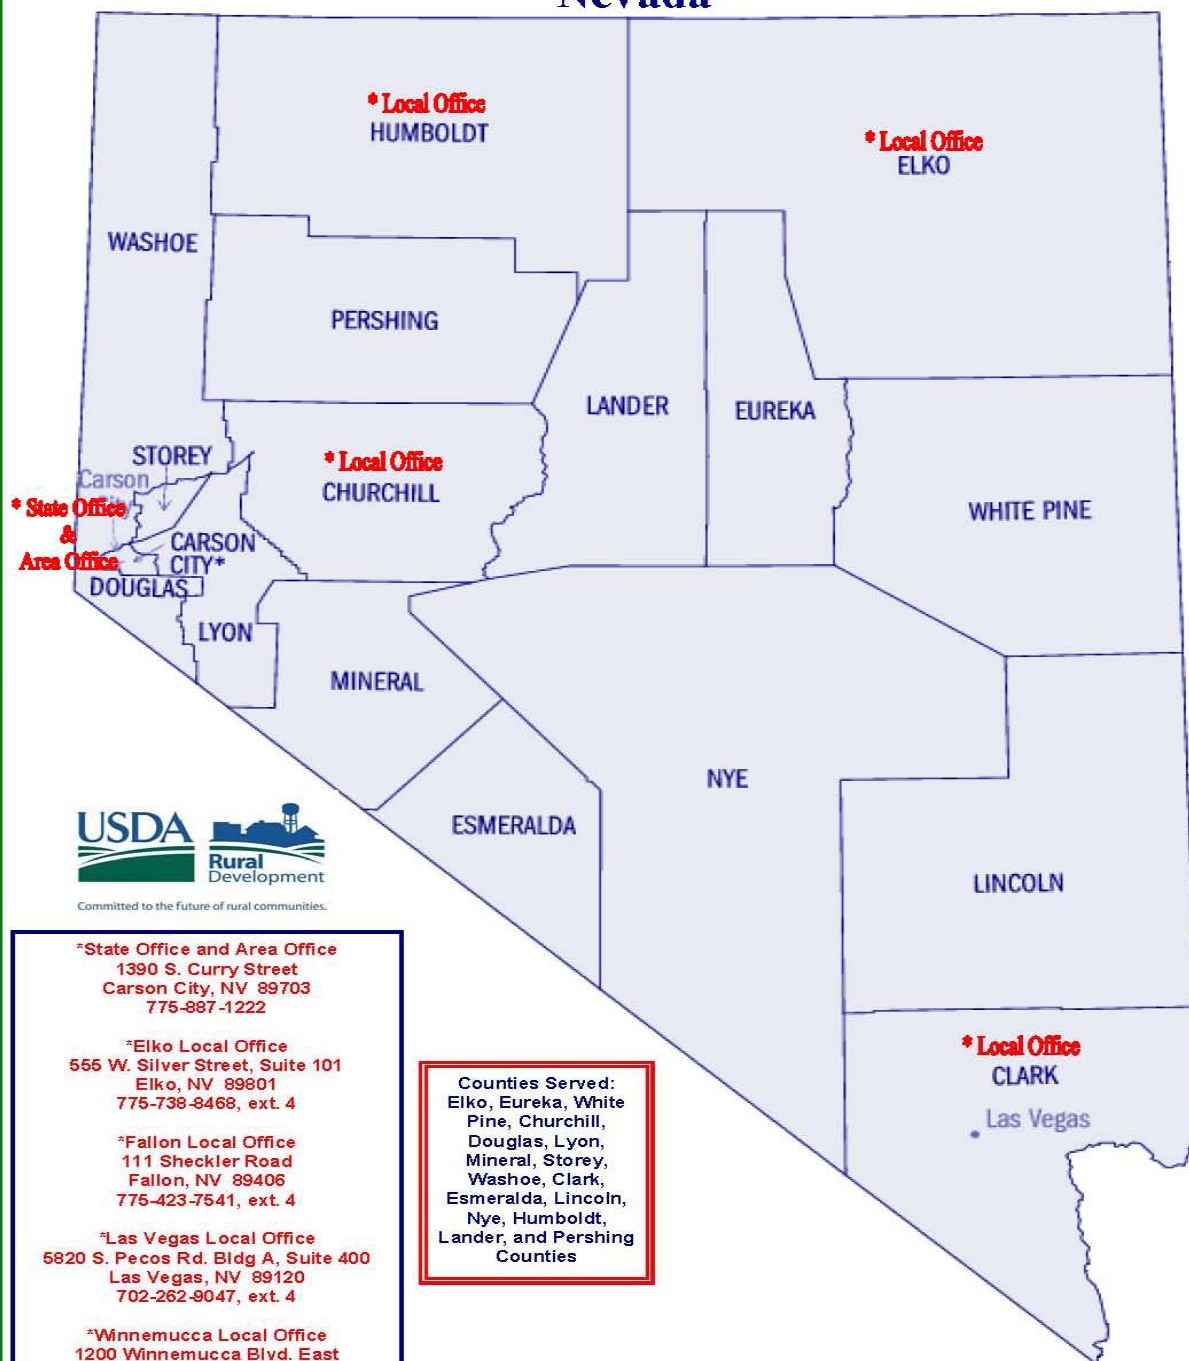 Nevada
* Local Office
HUMBOLDT
* Local Office
ELKO
WASHOE
PERSHING
LANDER
EUREKA
STOREY
Carson
* Local Office
CHURCHILL
* State Office
&
Area Office
WHITE PINE
CARSON
CITY*
DOUGLAS
LYON
MINERAL
NYE
ESMERALDA
LINCOLN
* Local Office
CLARK
Las Vegas
USDA
Rural
Development
Committed to the future of rural communities.
*State Office and Area Office
1390 S. Curry Street
Carson City, NV 89703
775-887-1222
*Elko Local Office
555 W. Silver Street, Suite 101
Elko, NV 89801
775-738-8468, ext. 4
*Fallon Local Office
111 Sheckler Road
Fallon, NV 89406
775-423-7541, ext. 4
*Las Vegas Local Office
5820 S. Pecos Rd. Bldg A, Suite 400
Las Vegas, NV 89120
702-262-9047, ext. 4
*Winnemucca Local Office
1200 Winnemucca Blvd. East
Counties Served:
Elko, Eureka, White
Pine, Churchill,
Douglas, Lyon,
Mineral, Storey,
Washoe, Clark,
Esmeralda, Lincoln,
Nye, Humboldt,
Lander, and Pershing
Counties